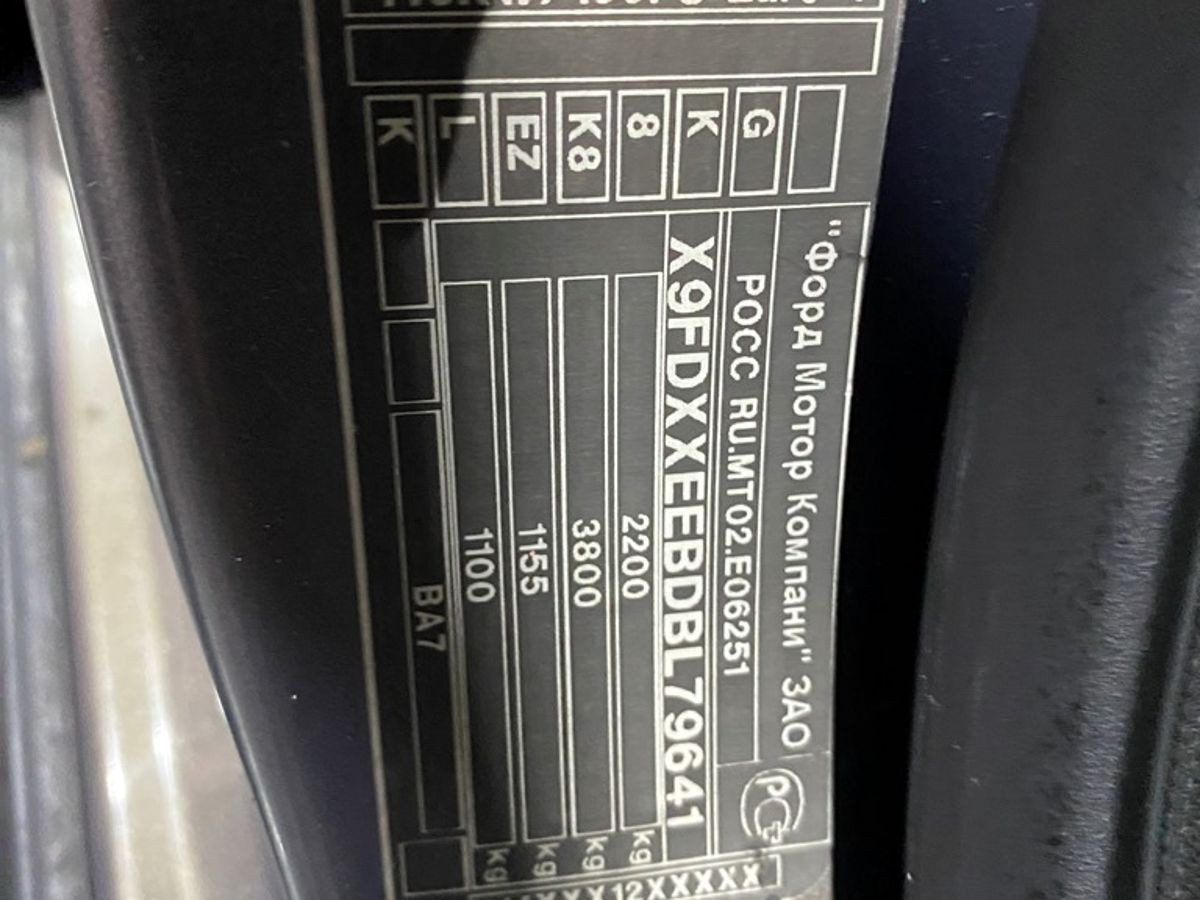 "Форд Мотор Компани" ЗАО
РОСС RU.MT02.E06251
X9FDXXEEBDBL79641
2200 kg
3800 kg
1155 kg
1100 kg
BA7
G
K
8
K8
EZ
L
K